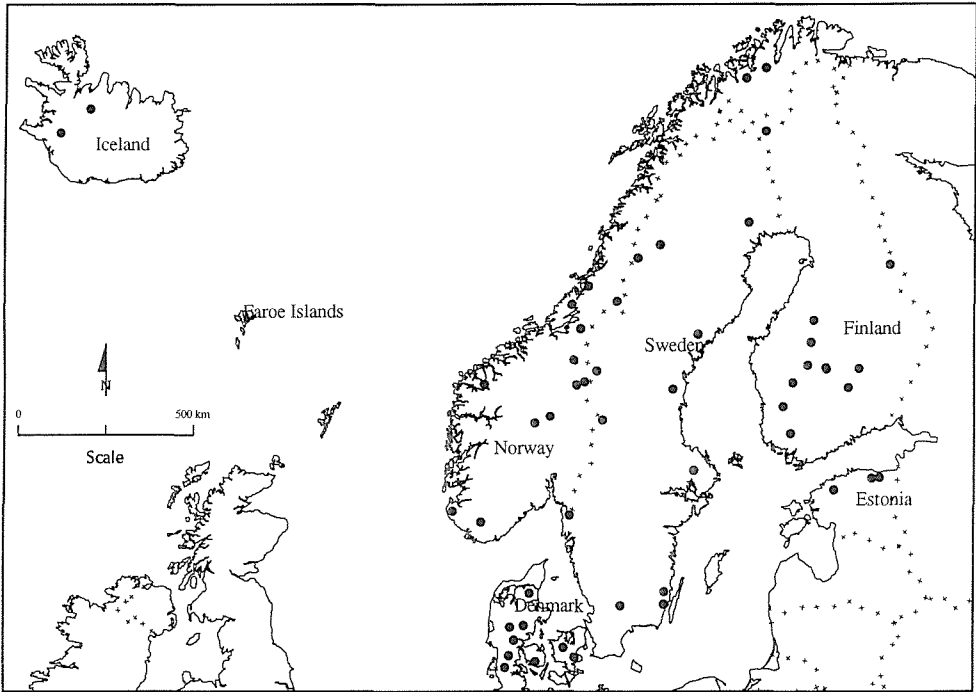 Iceland
Faroe Islands
Finland
Sweden
N
0 500 km
Norway
Scale
Estonia
Denmark